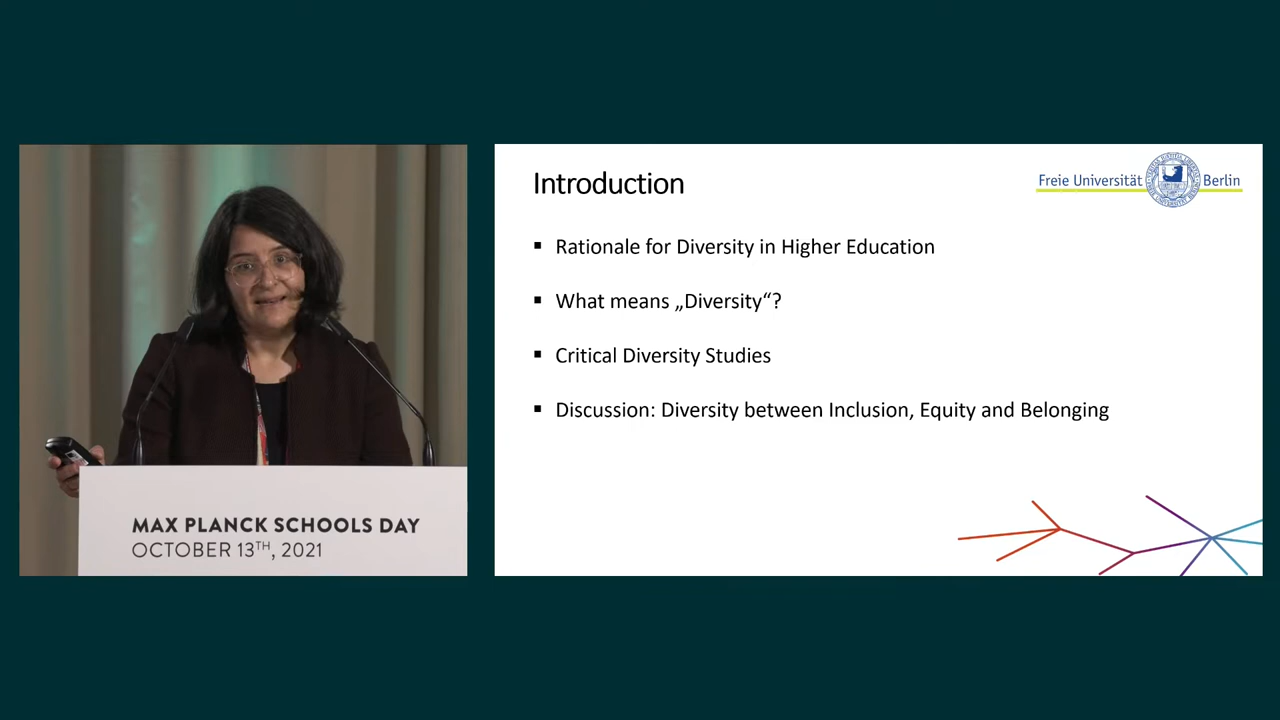 MAX PLANCK SCHOOLS DAY
OCTOBER 13TH, 2021
Introduction
Freie Universität Berlin
▪ Rationale for Diversity in Higher Education
▪ What means „Diversity“?
▪ Critical Diversity Studies
▪ Discussion: Diversity between Inclusion, Equity and Belonging